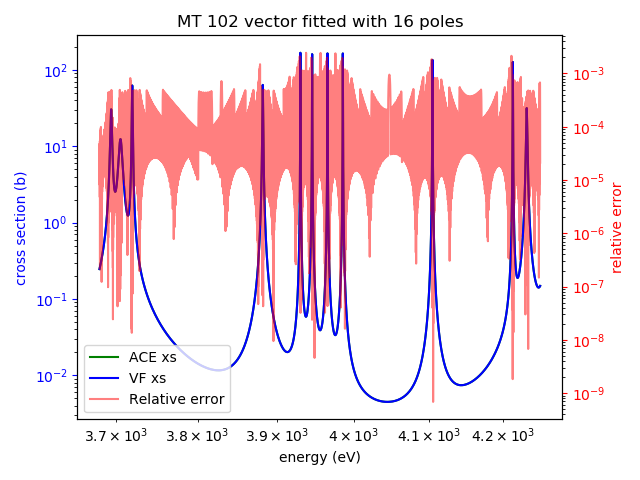 MT 102 vector fitted with 16 poles
cross section (b)
10²
10¹
10⁰
10⁻¹
10⁻²
10⁻³
10⁻⁴
10⁻⁵
10⁻⁶
10⁻⁷
10⁻⁸
10⁻⁹
relative error
ACE xs
VF xs
Relative error
3.7 × 10³ 3.8 × 10³ 3.9 × 10³ 4 × 10³ 4.1 × 10³ 4.2 × 10³
energy (eV)